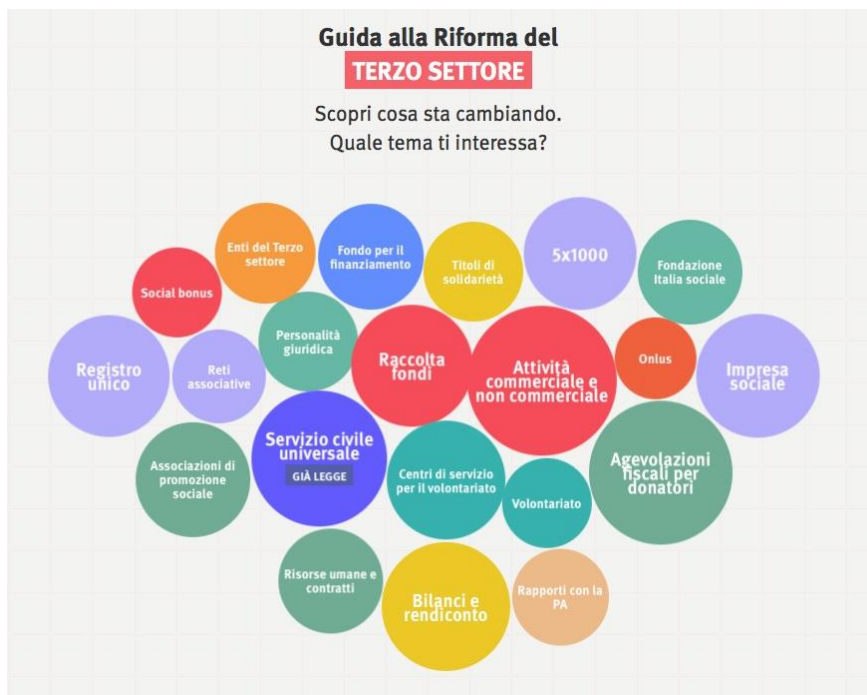 Guida alla Riforma del
TERZO SETTORE
Scopri cosa sta cambiando.
Quale tema ti interessa?
Enti del Terzo
settore
Fondo per il
finanziamento
Titoli di
solidarietà
5x1000
Fondazione
Italia sociale
Social bonus
Personalità
giuridica
Registro
unico
Reti
associative
Raccolta
fondi
Attività
commerciale e
non commerciale
Onlus
Impresa
sociale
Associazioni di
promozione
sociale
Servizio civile
universale
GIÀ LEGGE
Centri di servizio
per il volontariato
Volontariato
Agevolazioni
fiscali per
donatori
Risorse umane e
contratti
Bilanci e
rendiconto
Rapporti con la
PA